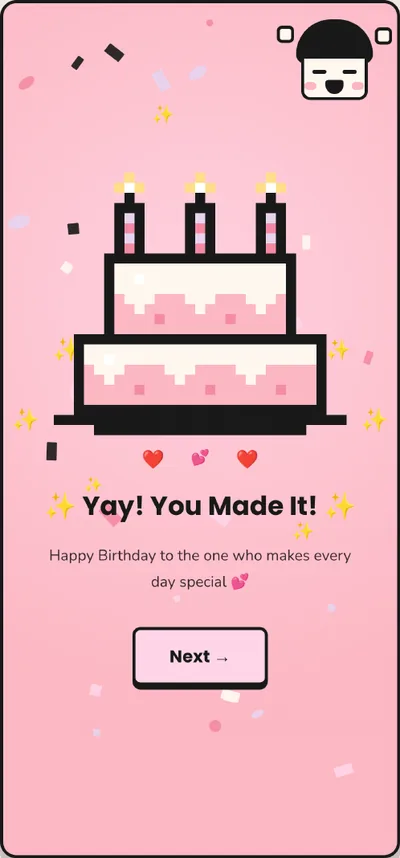 ✨ Yay! You Made It! ✨
Happy Birthday to the one who makes every
day special 💕
Next →